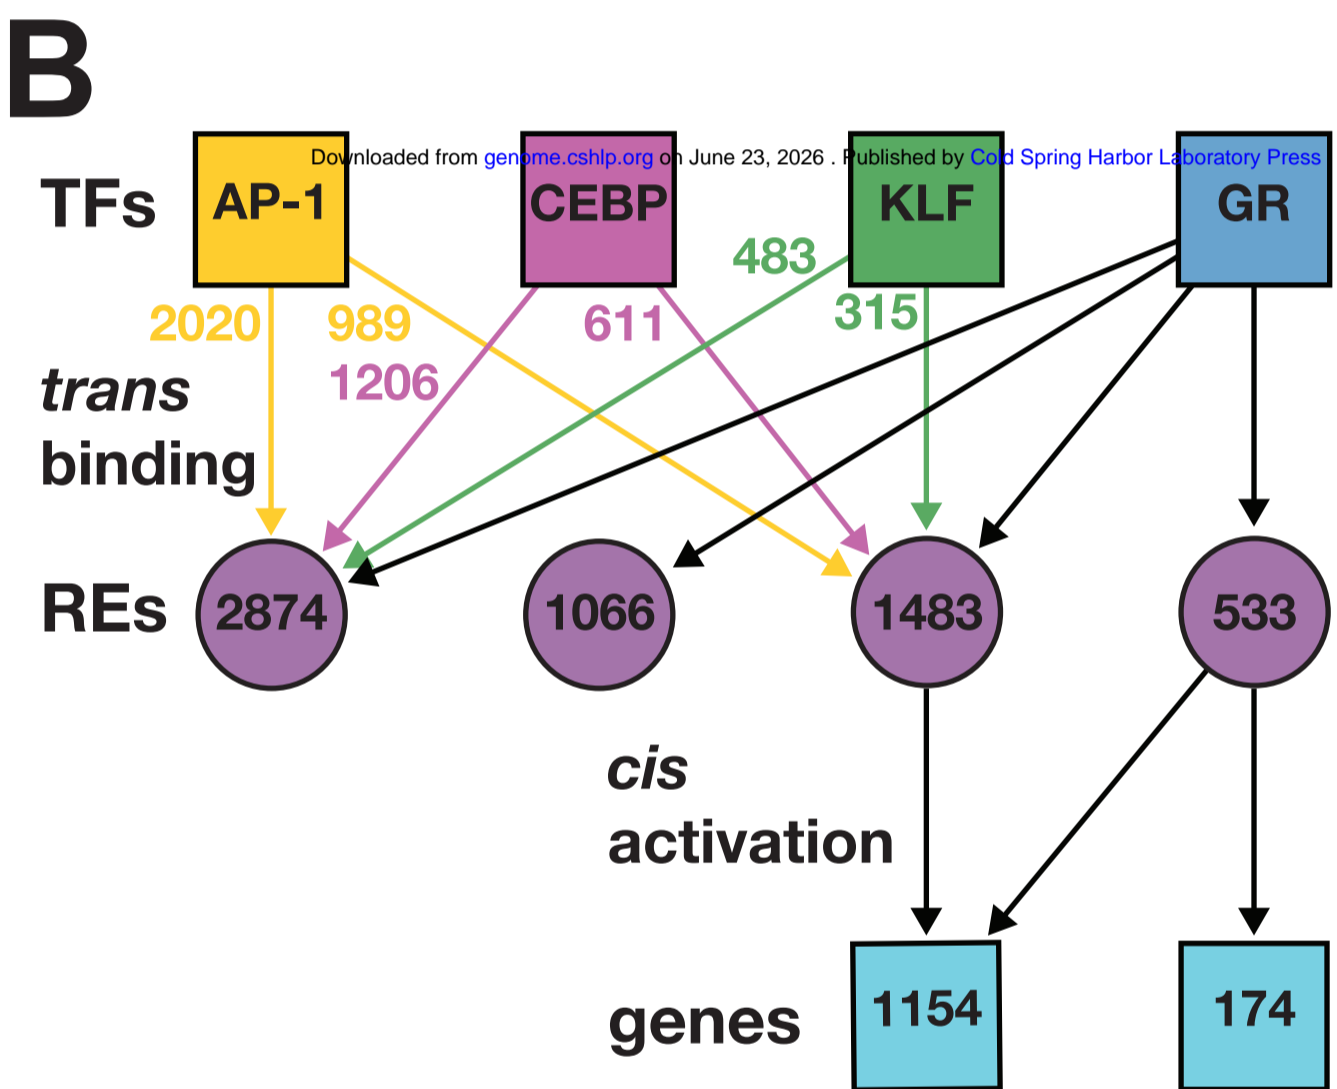 B
Downloaded from genome.cshlp.org on June 23, 2026 . Published by Cold Spring Harbor Laboratory Press
TFs AP-1 CEBP KLF GR
483
2020 989 611 315
1206
trans
binding
REs 2874 1066 1483 533
cis
activation
genes 1154 174